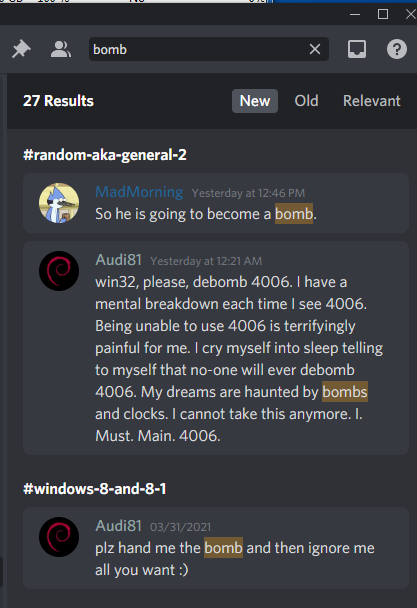 bomb
27 Results
New Old Relevant
#random-aka-general-2
MadMorning Yesterday at 12:46 PM
So he is going to become a bomb.
Audi81 Yesterday at 12:21 AM
win32, please, debomb 4006. I have a
mental breakdown each time I see 4006.
Being unable to use 4006 is terrifyingly
painful for me. I cry myself into sleep telling
to myself that no-one will ever debomb
4006. My dreams are haunted by bombs
and clocks. I cannot take this anymore. I.
Must. Main. 4006.
#windows-8-and-8-1
Audi81 03/31/2021
plz hand me the bomb and then ignore me
all you want :)